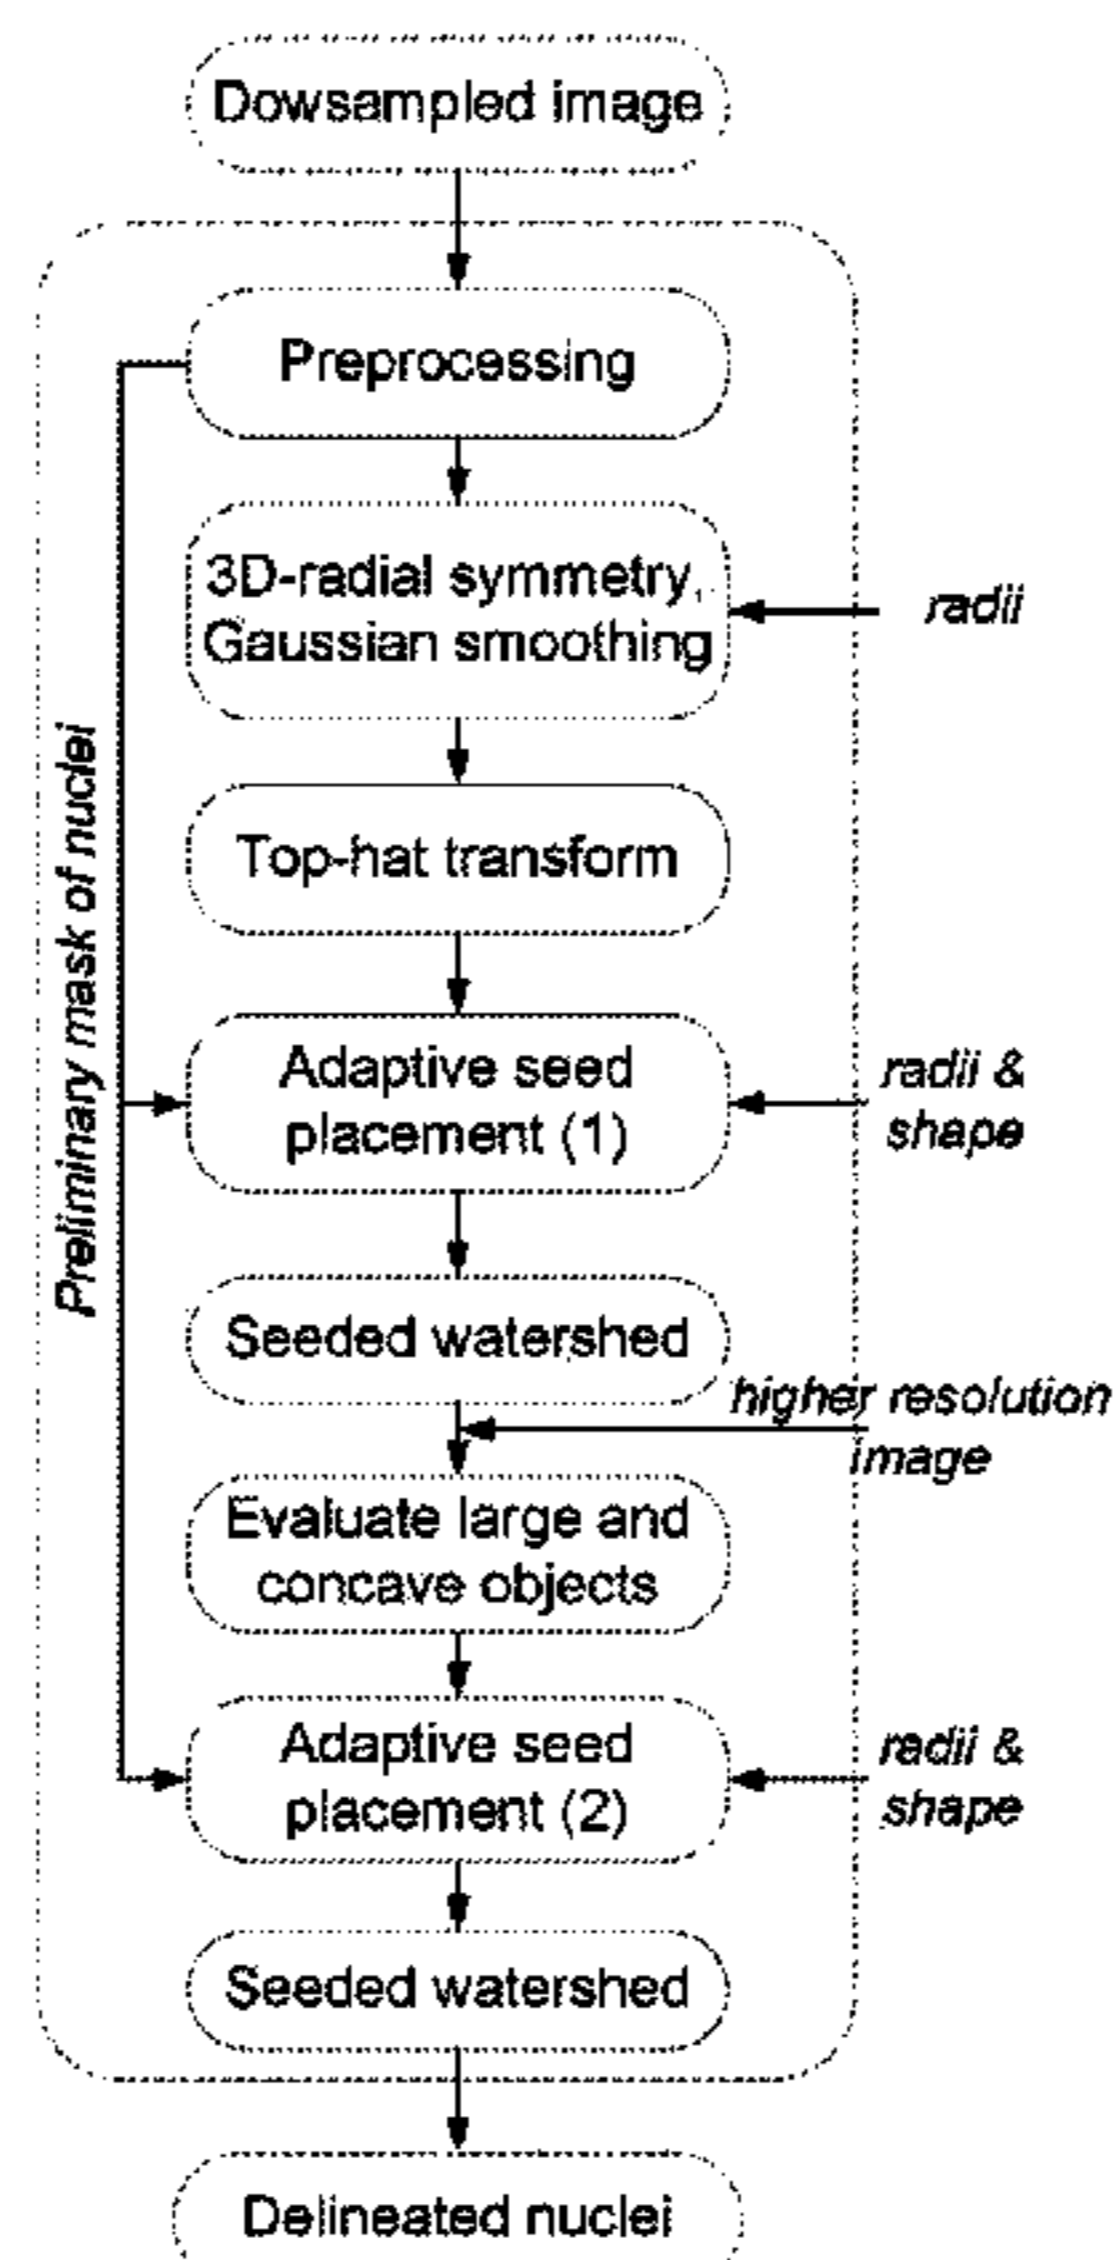 Dowsampled image
Preprocessing
3D-radial symmetry,
Gaussian smoothing
radii
Top-hat transform
Preliminary mask of nuclei
Adaptive seed
placement (1)
radii &
shape
Seeded watershed
higher resolution
image
Evaluate large and
concave objects
Adaptive seed
placement (2)
radii &
shape
Seeded watershed
Delineated nuclei